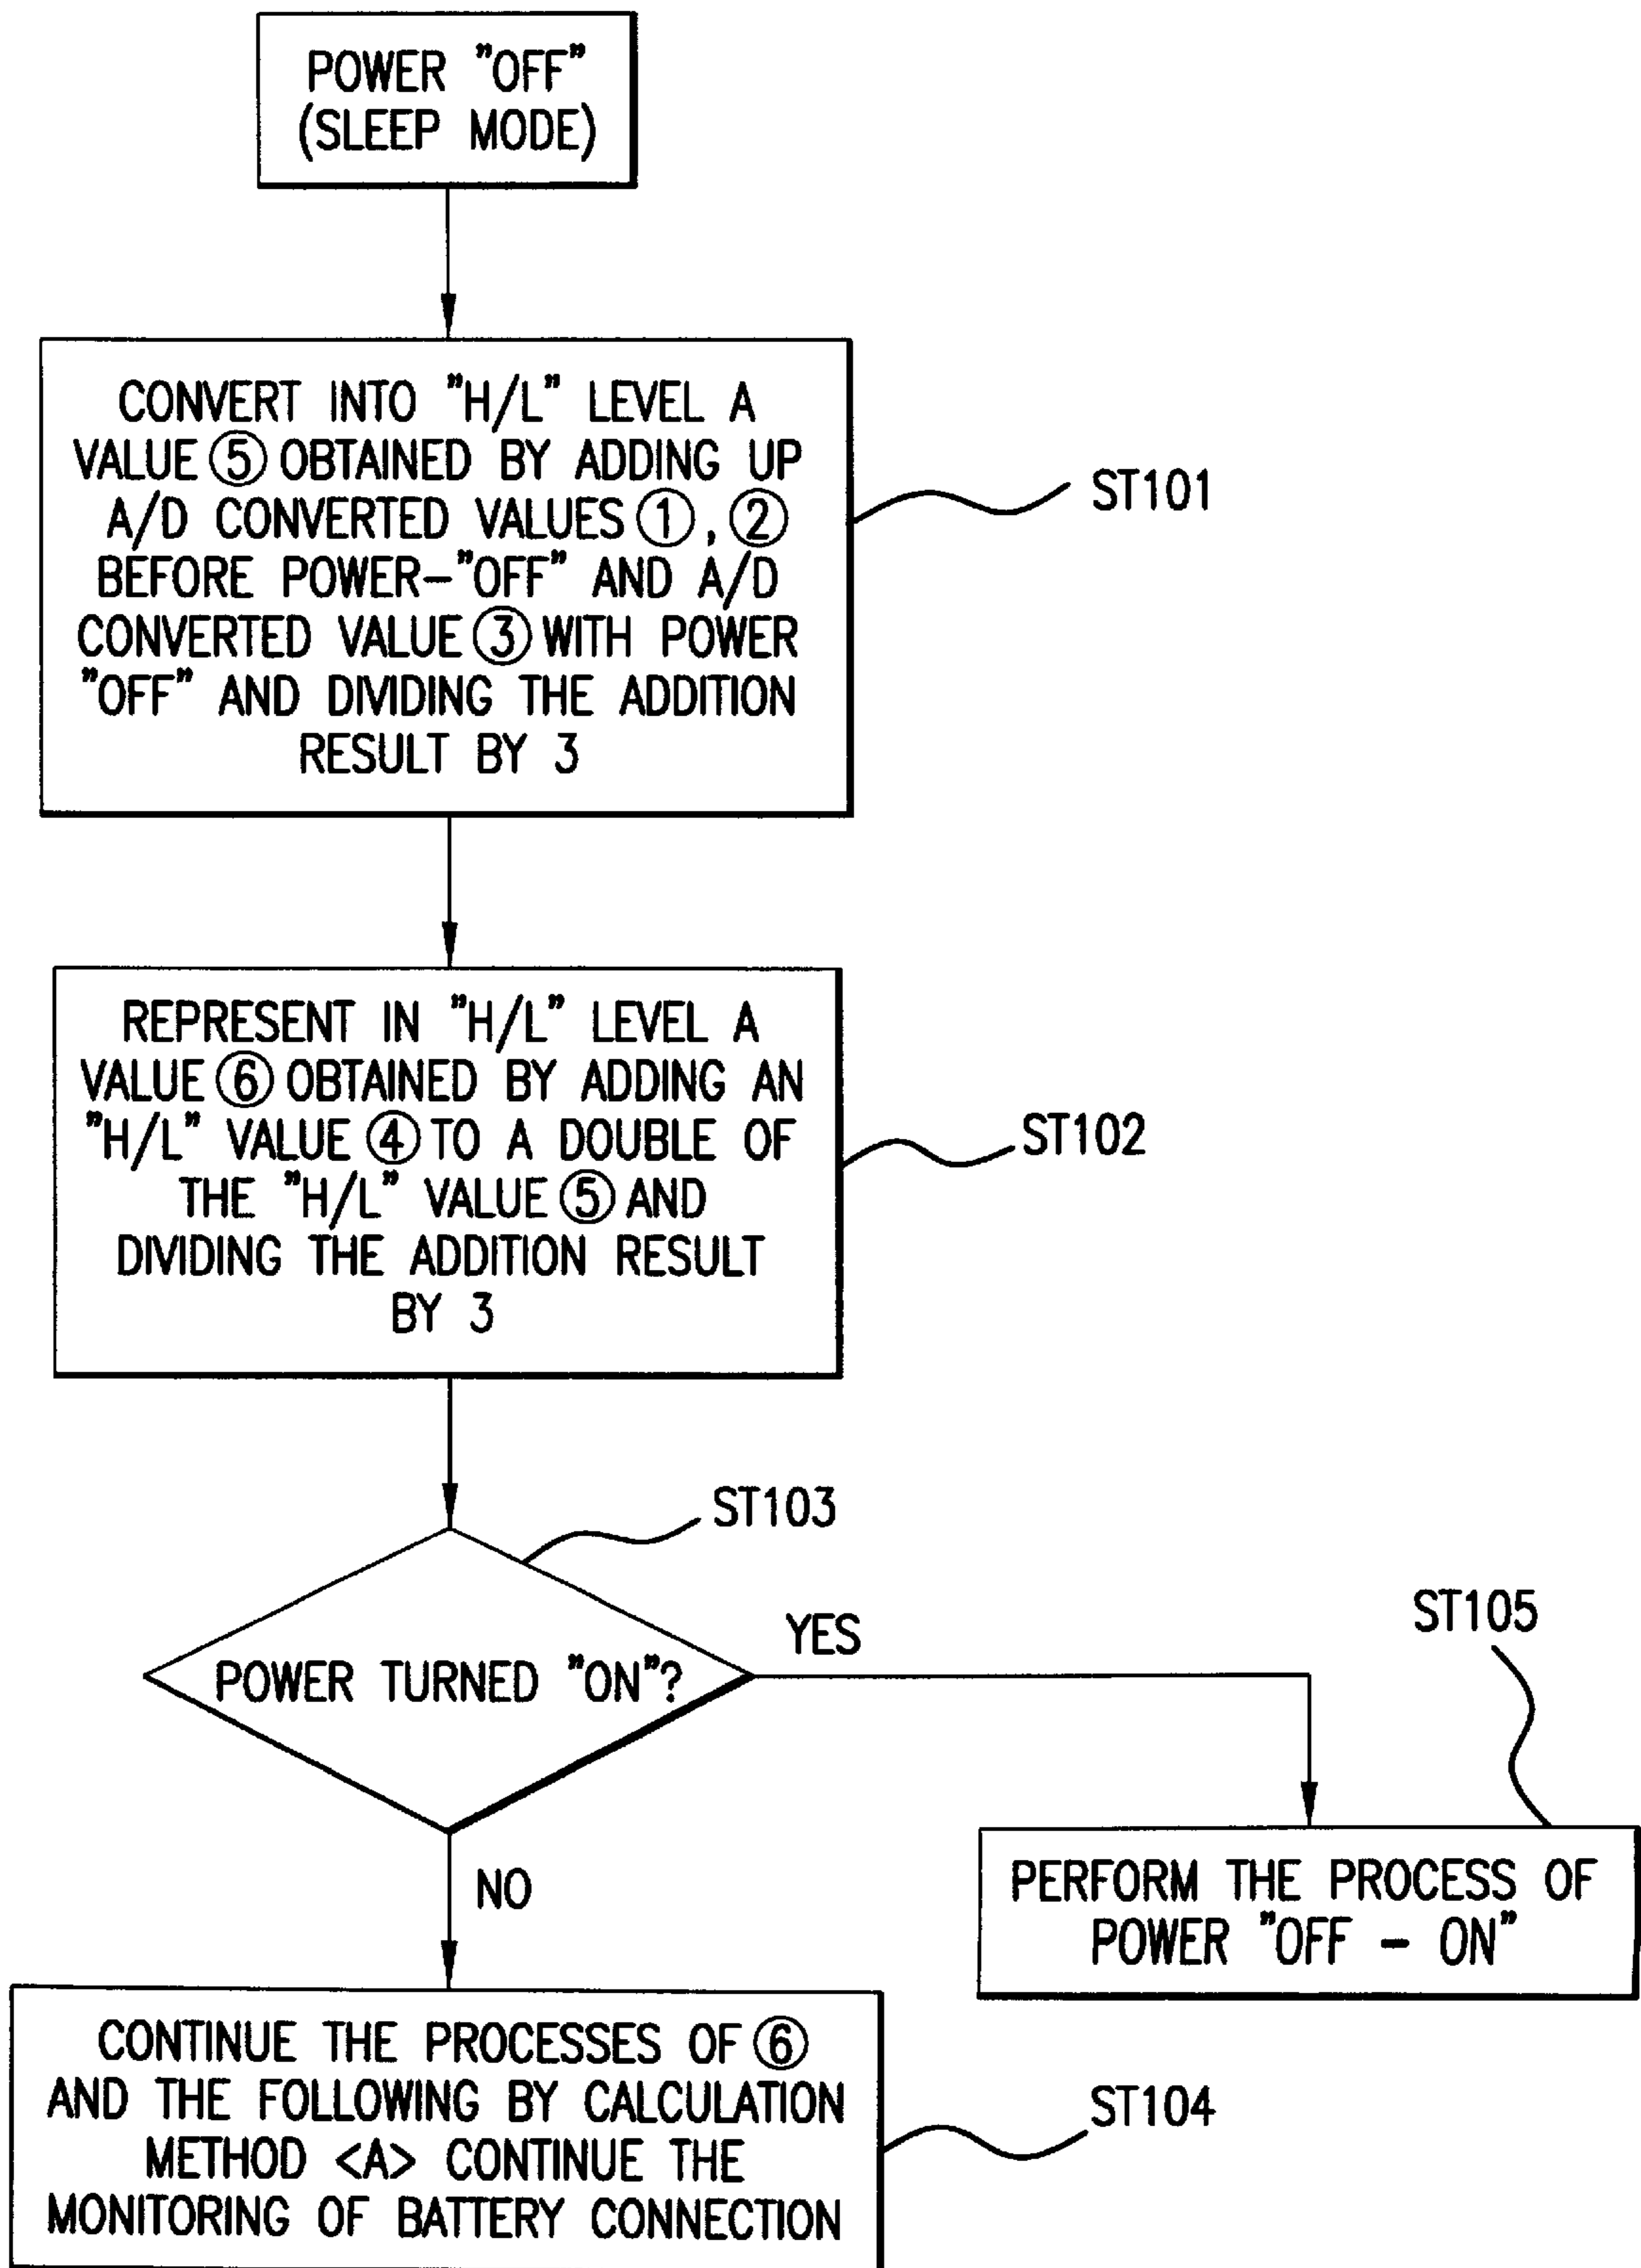 POWER "OFF"
(SLEEP MODE)
CONVERT INTO "H/L" LEVEL A
VALUE ⑤ OBTAINED BY ADDING UP
A/D CONVERTED VALUES ①, ②
BEFORE POWER-"OFF" AND A/D
CONVERTED VALUE ③ WITH POWER
"OFF" AND DIVIDING THE ADDITION
RESULT BY 3
ST101
REPRESENT IN "H/L" LEVEL A
VALUE ⑥ OBTAINED BY ADDING AN
"H/L" VALUE ④ TO A DOUBLE OF
THE "H/L" VALUE ⑤ AND
DIVIDING THE ADDITION RESULT
BY 3
ST102
ST103
POWER TURNED "ON"?
YES
ST105
NO
PERFORM THE PROCESS OF
POWER "OFF - ON"
CONTINUE THE PROCESSES OF ⑥
AND THE FOLLOWING BY CALCULATION
METHOD <A> CONTINUE THE
MONITORING OF BATTERY CONNECTION
ST104